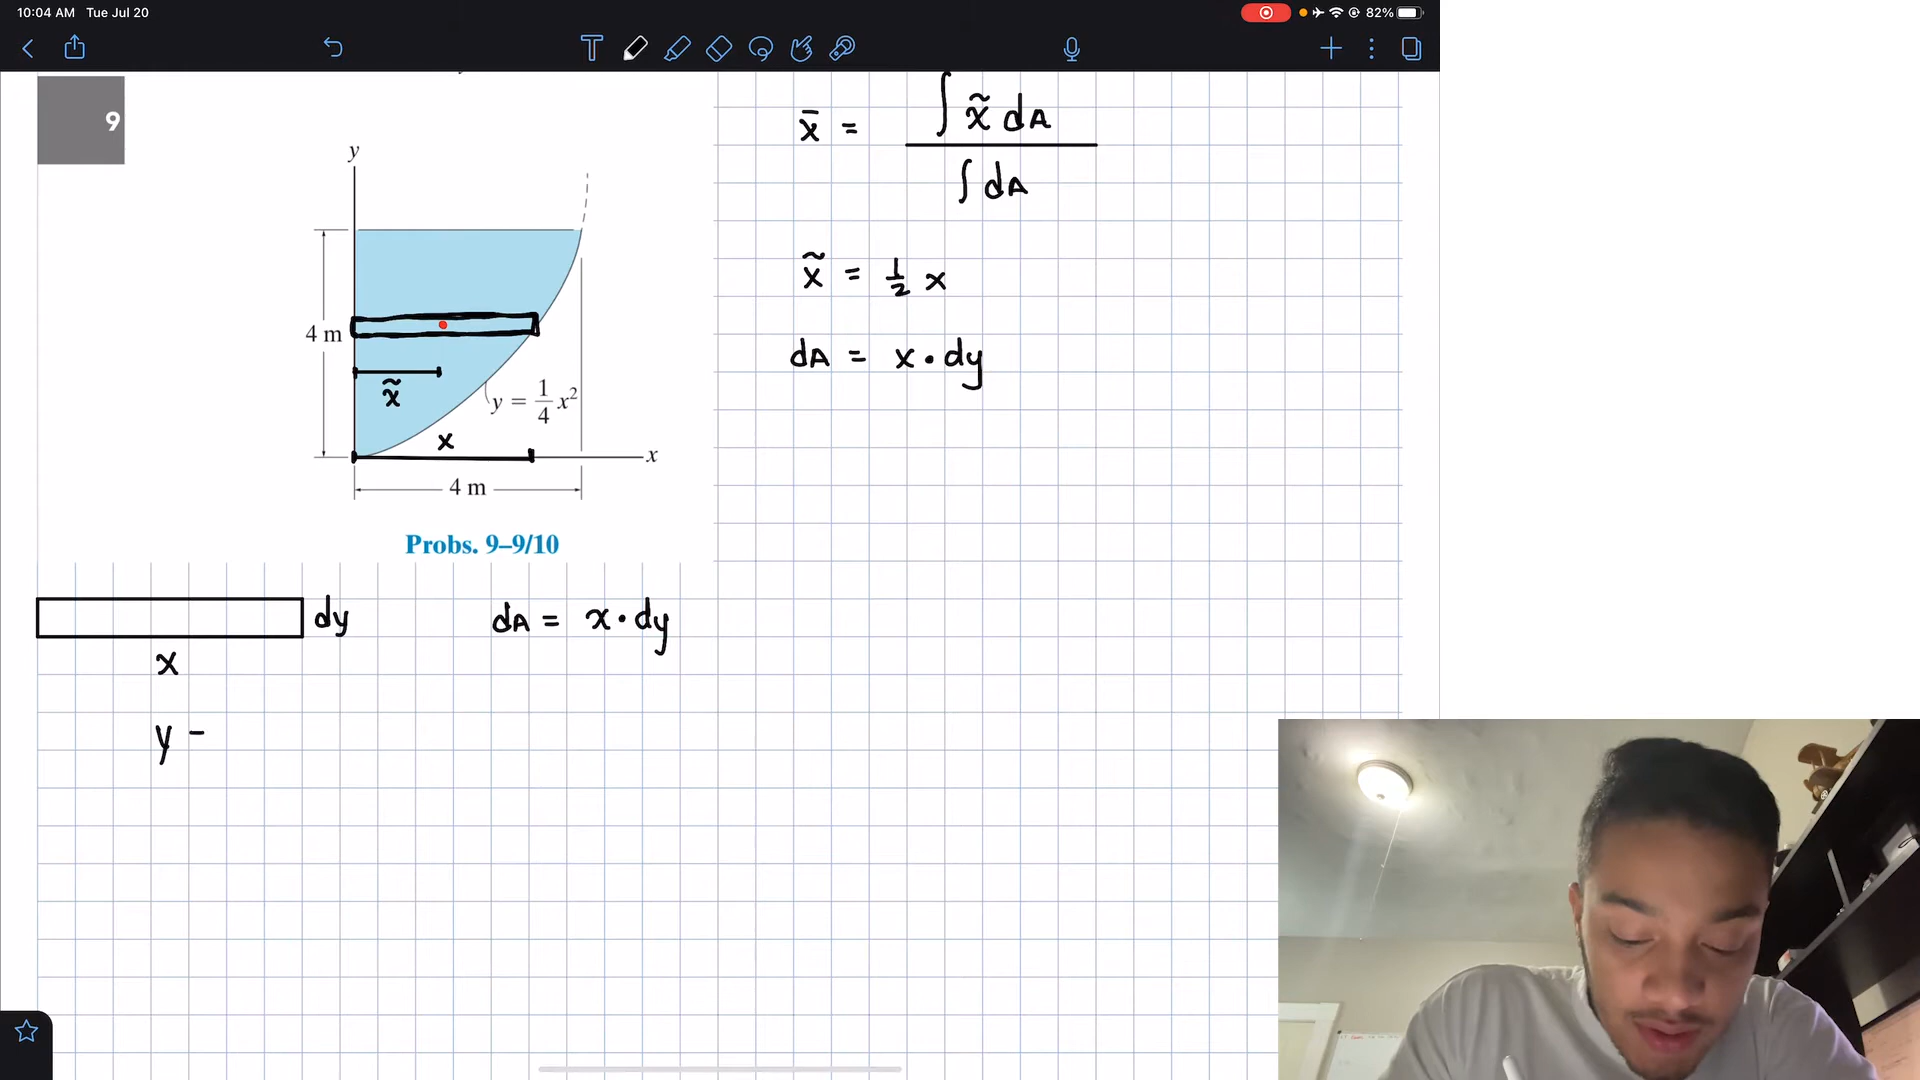 10:04 AM Tue Jul 20
82%
T
9
x̄ = ∫ x̃ dA
∫ dA
y
x̃ = 1/2 x
4 m
dA = x · dy
x̃
y = 1/4 x²
x
x
4 m
Probs. 9–9/10
dy
dA = x · dy
x
y -